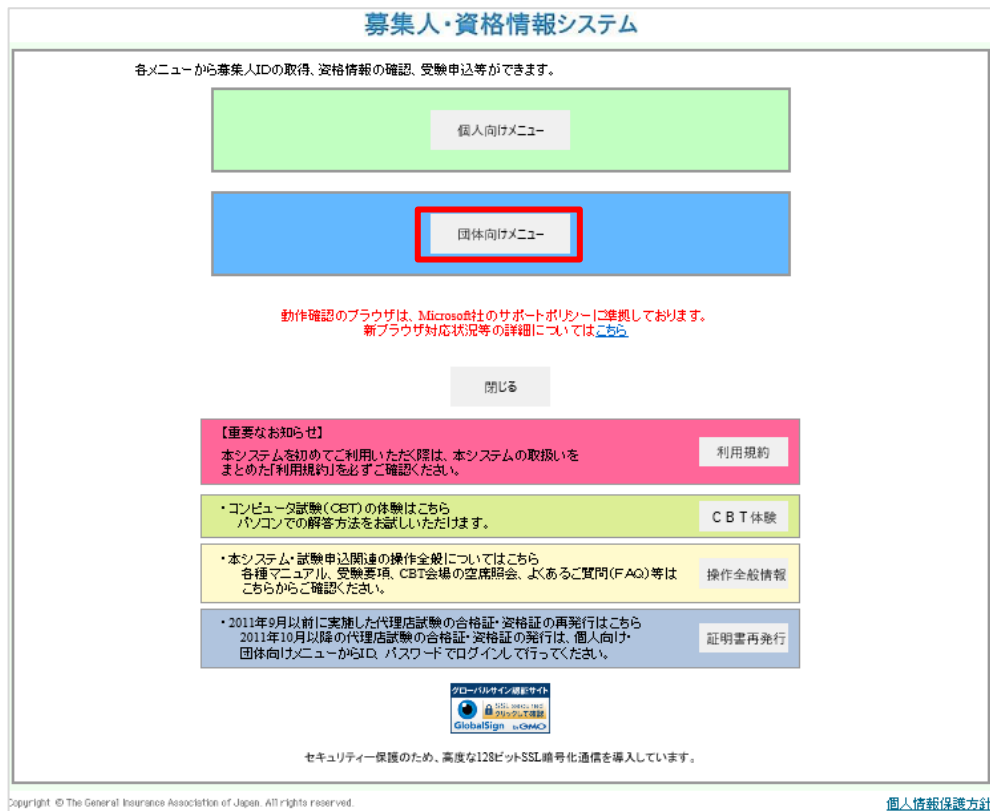 募集人・資格情報システム
各メニューから募集人IDの取得、資格情報の確認、受験申込等ができます。
個人向けメニュー
団体向けメニュー
動作確認のブラウザは、Microsoft社のサポートポリシーに準拠しております。
新ブラウザ対応状況等の詳細についてはこちら
閉じる
【重要なお知らせ】
本システムを初めてご利用いただく際は、本システムの取扱いを
まとめた「利用規約」を必ずご確認ください。
利用規約
・コンピュータ試験(CBT)の体験はこちら
パソコンでの解答方法をお試しいただけます。
CBT体験
・本システム・試験申込関連の操作全般についてはこちら
各種マニュアル、受験要項、CBT会場の空席照会、よくあるご質問(FAQ)等は
こちらからご確認ください。
操作全般情報
・2011年9月以前に実施した代理店試験の合格証・資格証の再発行はこちら
2011年10月以降の代理店試験の合格証・資格証の発行は、個人向け・
団体向けメニューからID、パスワードでログインして行ってください。
証明書再発行
グローバルサイン認証サイト
クリックして確認
GlobalSign by GMO
セキュリティー保護のため、高度な128ビットSSL暗号化通信を導入しています。
Copyright © The General Insurance Association of Japan. All rights reserved.
個人情報保護方針